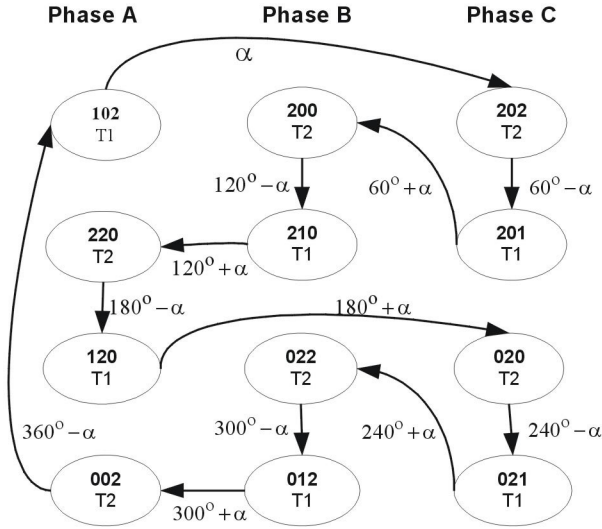 Phase A Phase B Phase C
α
102 200 202
T1 T2 T2
120° − α 60° + α 60° − α
220 210 201
T2 T1 T1
120° + α
180° − α 180° + α
120 022 020
T1 T2 T2
360° − α 300° − α 240° + α 240° − α
002 012 021
T2 T1 T1
300° + α